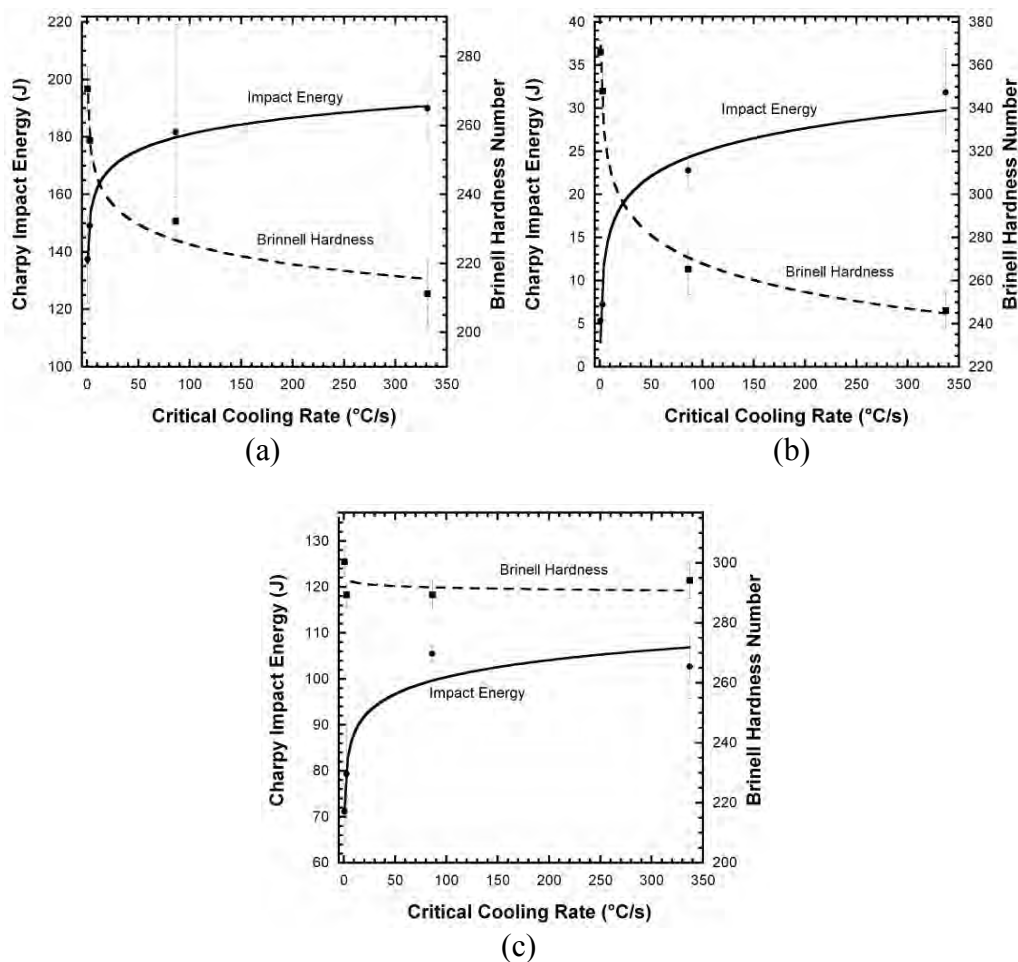 220
200
180
160
140
120
100
Charpy Impact Energy (J)
280
260
240
220
200
Brinell Hardness Number
Impact Energy
Brinnell Hardness
0 50 100 150 200 250 300 350
Critical Cooling Rate (°C/s)
(a)
40
35
30
25
20
15
10
5
0
Charpy Impact Energy (J)
380
360
340
320
300
280
260
240
220
Brinell Hardness Number
Impact Energy
Brinell Hardness
0 50 100 150 200 250 300 350
Critical Cooling Rate (°C/s)
(b)
130
120
110
100
90
80
70
60
Charpy Impact Energy (J)
300
280
260
240
220
200
Brinell Hardness Number
Brinell Hardness
Impact Energy
0 50 100 150 200 250 300 350
Critical Cooling Rate (°C/s)
(c)